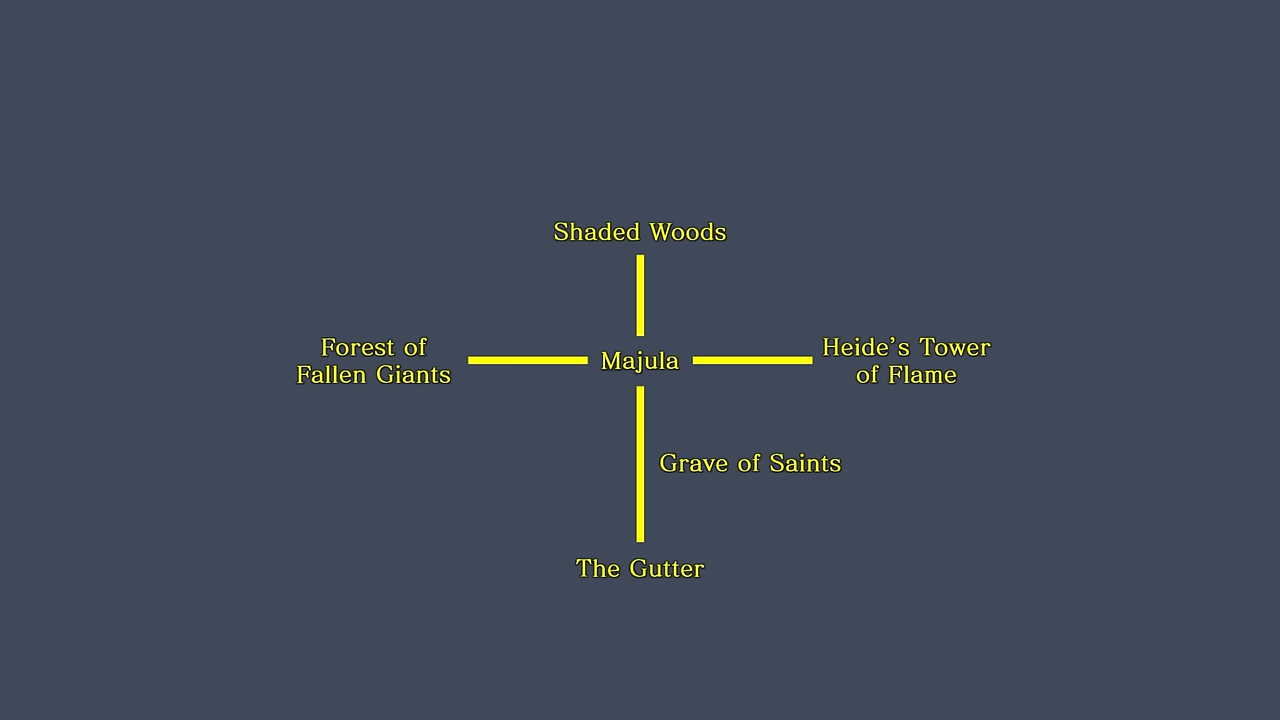 Shaded Woods
Forest of
Fallen Giants
Majula
Heide’s Tower
of Flame
Grave of Saints
The Gutter